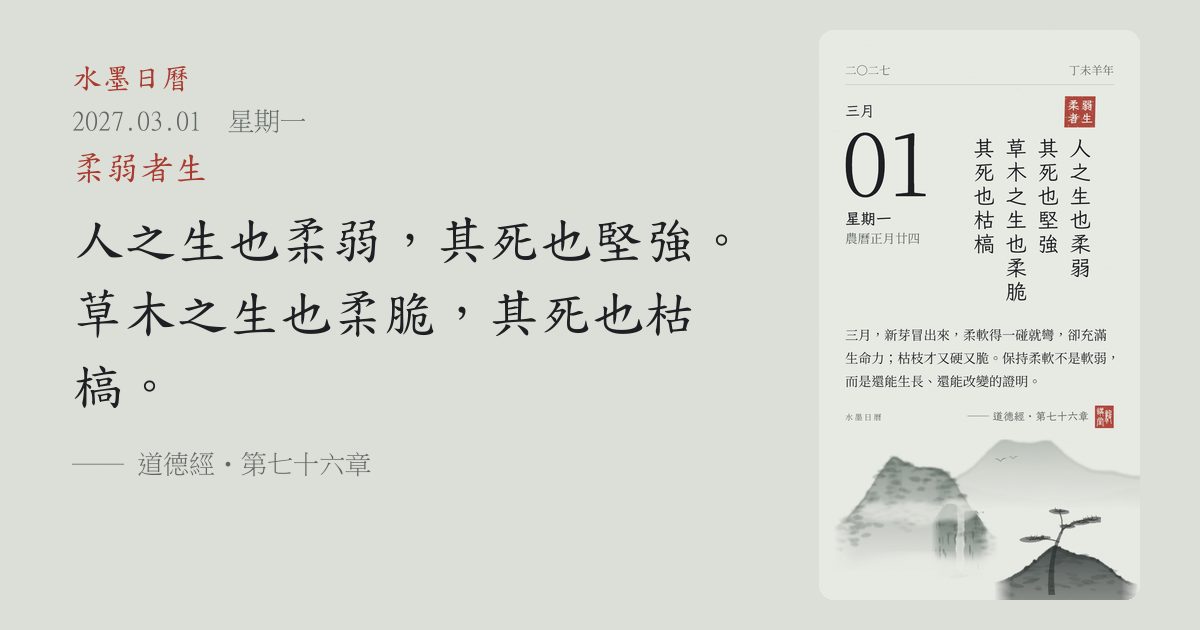 水墨日曆
2027.03.01 星期一
柔弱者生
人之生也柔弱，其死也堅強。
草木之生也柔脆，其死也枯
槁。
—— 道德經・第七十六章
二〇二七
丁未羊年
三月
01
星期一
農曆正月廿四
柔弱者生
人之生也柔弱
其死也堅強
草木之生也柔脆
其死也枯槁
三月，新芽冒出來，柔軟得一碰就彎，卻充滿
生命力；枯枝才又硬又脆。保持柔軟不是軟弱，
而是還能生長、還能改變的證明。
水墨日曆
—— 道德經・第七十六章